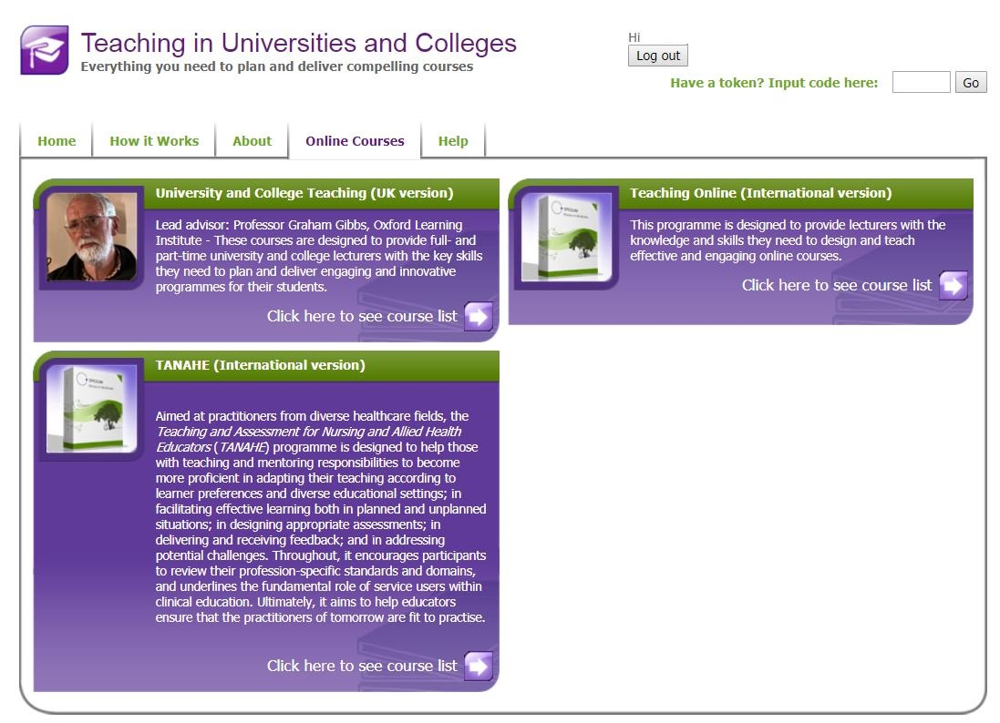 Teaching in Universities and Colleges
Everything you need to plan and deliver compelling courses
Hi
Log out
Have a token? Input code here:
Go
Home
How it Works
About
Online Courses
Help
University and College Teaching (UK version)
Lead advisor: Professor Graham Gibbs, Oxford Learning
Institute - These courses are designed to provide full- and
part-time university and college lecturers with the key skills
they need to plan and deliver engaging and innovative
programmes for their students.
Click here to see course list
Teaching Online (International version)
This programme is designed to provide lecturers with the
knowledge and skills they need to design and teach
effective and engaging online courses.
Click here to see course list
TANAHE (International version)
Aimed at practitioners from diverse healthcare fields, the
Teaching and Assessment for Nursing and Allied Health
Educators (TANAHE) programme is designed to help those
with teaching and mentoring responsibilities to become
more proficient in adapting their teaching according to
learner preferences and diverse educational settings; in
facilitating effective learning both in planned and unplanned
situations; in designing appropriate assessments; in
delivering and receiving feedback; and in addressing
potential challenges. Throughout, it encourages participants
to review their profession-specific standards and domains,
and underlines the fundamental role of service users within
clinical education. Ultimately, it aims to help educators
ensure that the practitioners of tomorrow are fit to practise.
Click here to see course list